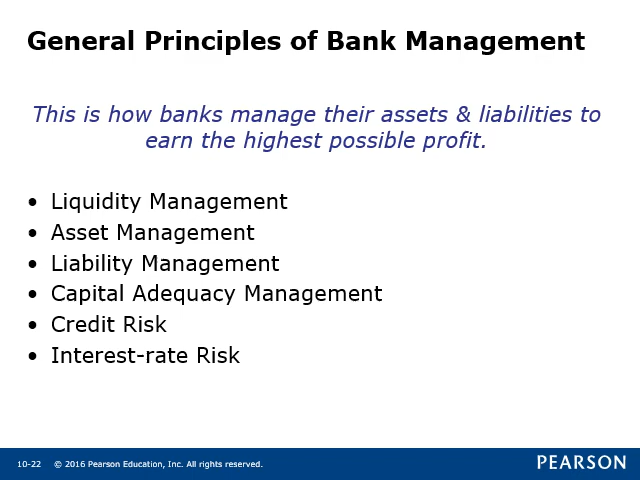 General Principles of Bank Management
This is how banks manage their assets & liabilities to
earn the highest possible profit.
• Liquidity Management
• Asset Management
• Liability Management
• Capital Adequacy Management
• Credit Risk
• Interest-rate Risk
10-22 © 2016 Pearson Education, Inc. All rights reserved.
PEARSON